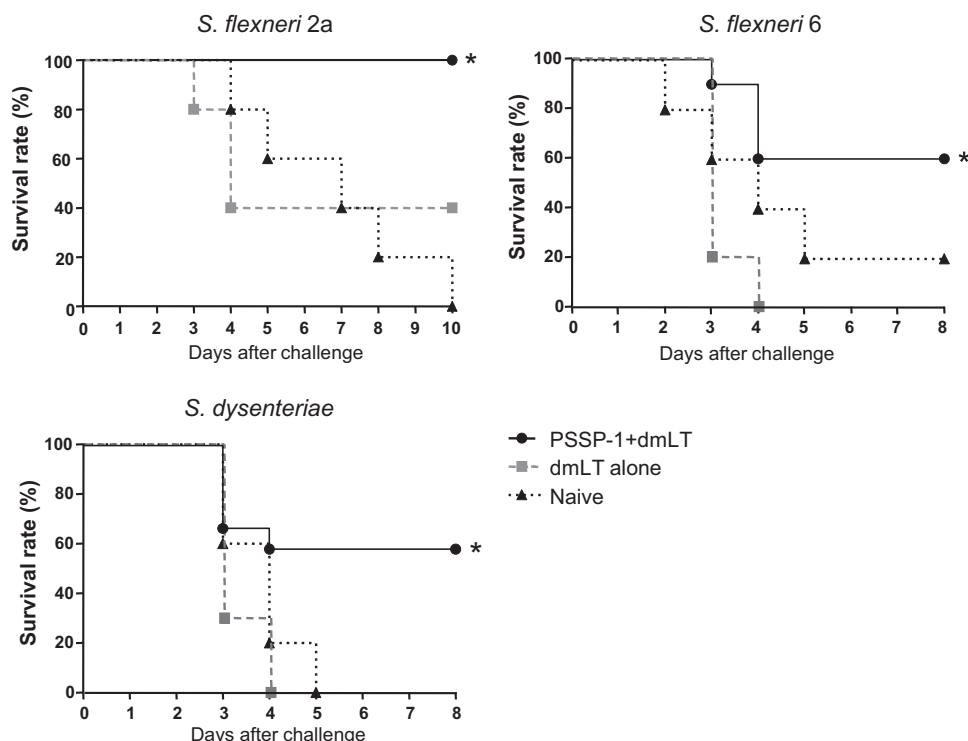 S. flexneri 2a
Survival rate (%)
100
80
60
40
20
0
0 1 2 3 4 5 7 8 10
Days after challenge
*
S. flexneri 6
Survival rate (%)
100
80
60
40
20
0
0 1 2 3 4 5 6 7 8
Days after challenge
*
S. dysenteriae
Survival rate (%)
100
80
60
40
20
0
0 1 2 3 4 5 6 7 8
Days after challenge
*
PSSP-1+dmLT
dmLT alone
Naive